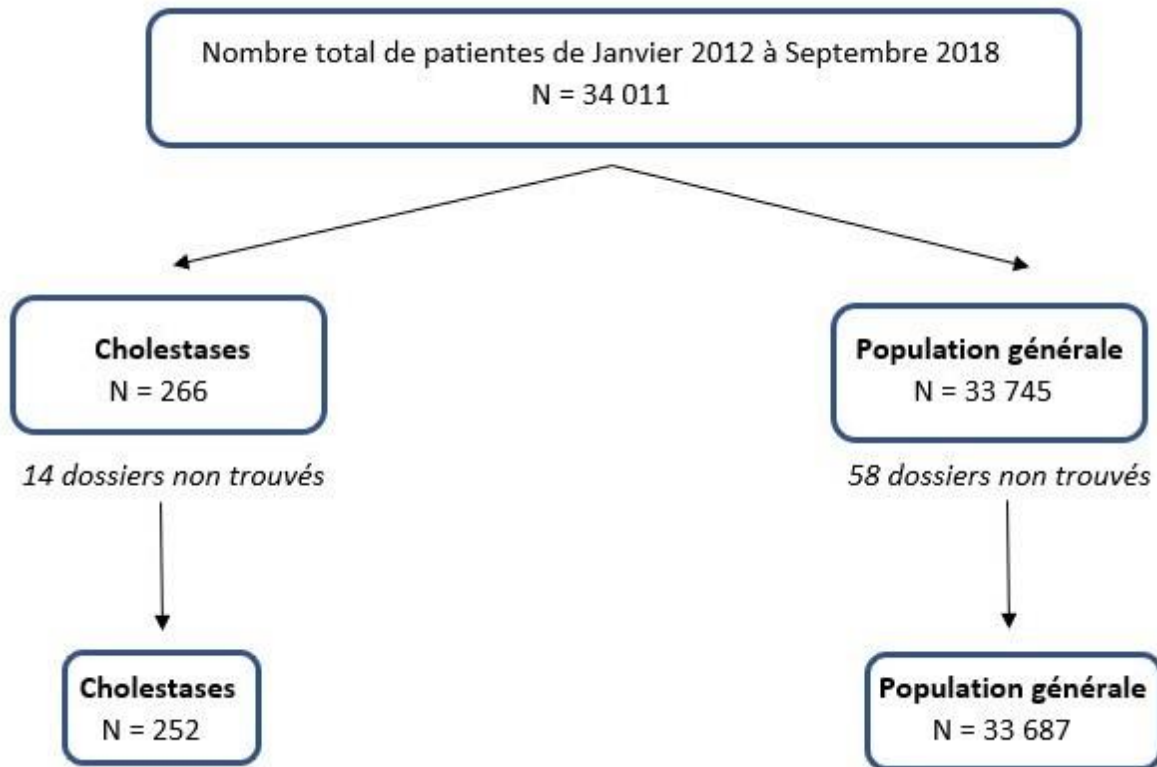 Nombre total de patientes de Janvier 2012 à Septembre 2018
N = 34 011
Cholestases
N = 266
Population générale
N = 33 745
14 dossiers non trouvés
58 dossiers non trouvés
Cholestases
N = 252
Population générale
N = 33 687